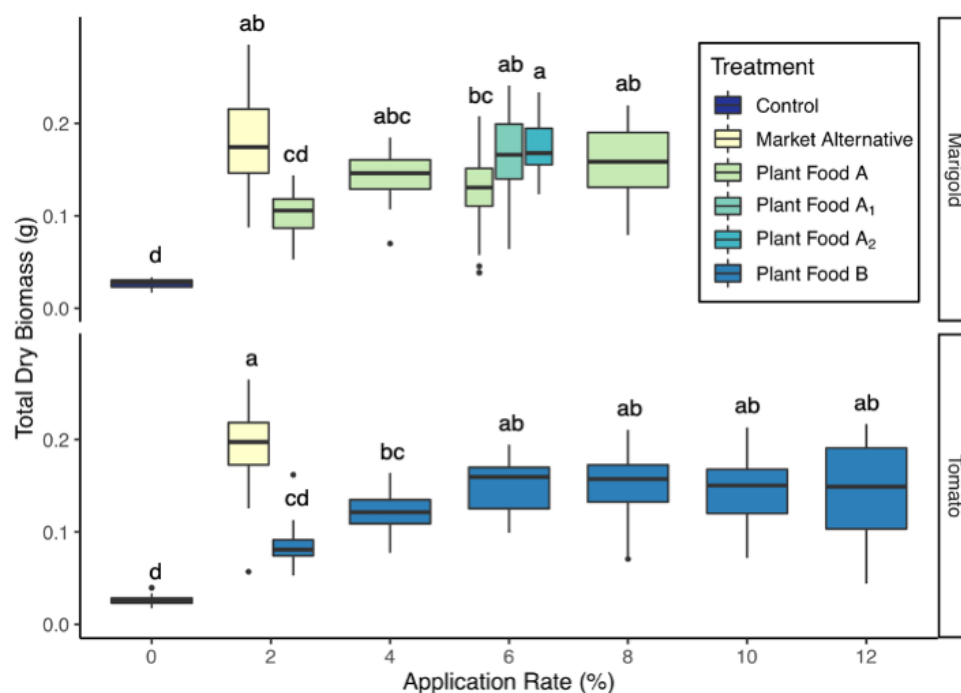 ab
ab
a
ab
abc
bc
cd
d
0.2
0.1
0.0
Treatment
Control
Market Alternative
Plant Food A
Plant Food A₁
Plant Food A₂
Plant Food B
Marigold
Total Dry Biomass (g)
a
ab
ab
ab
ab
bc
cd
d
0.2
0.1
0.0
Tomato
0 2 4 6 8 10 12
Application Rate (%)